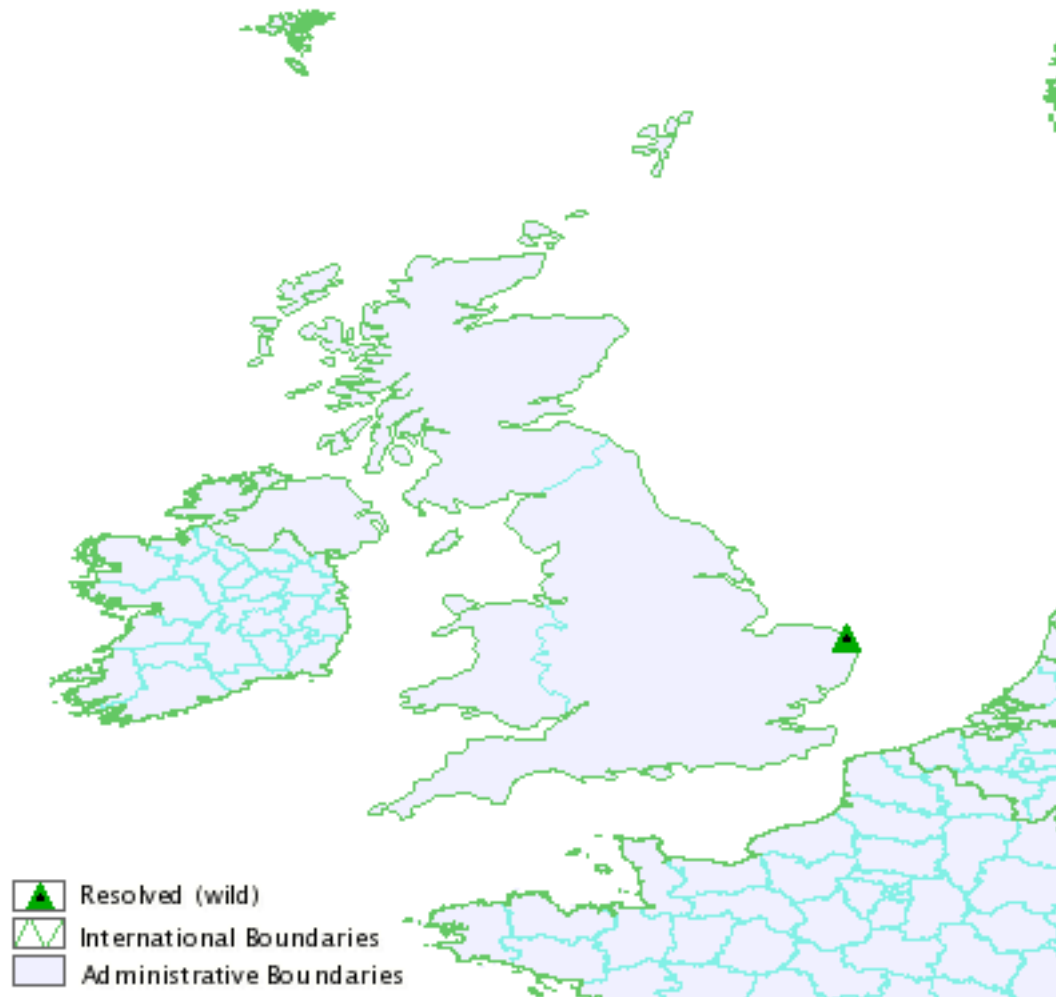 Resolved (wild)
International Boundaries
Administrative Boundaries